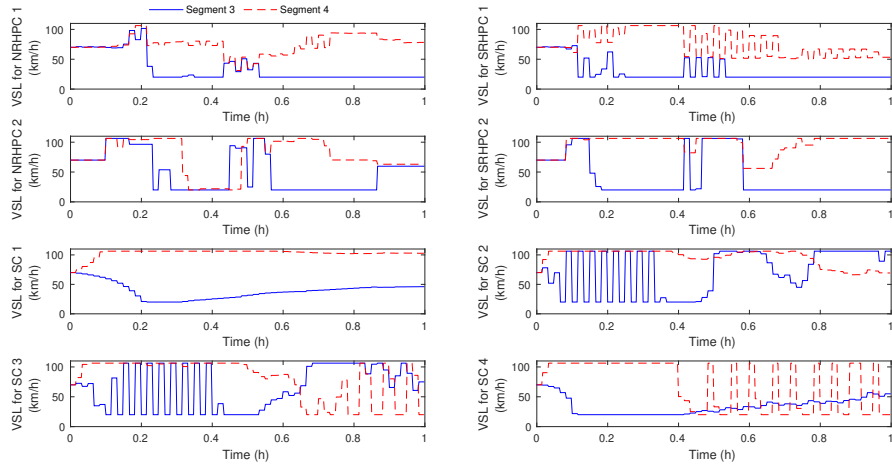 Segment 3
Segment 4
VSL for NRHPC 1
(km/h)
100
50
0
0
0.2
0.4
0.6
0.8
1
Time (h)
VSL for SRHPC 1
(km/h)
100
50
0
0
0.2
0.4
0.6
0.8
1
Time (h)
VSL for NRHPC 2
(km/h)
100
50
0
0
0.2
0.4
0.6
0.8
1
Time (h)
VSL for SRHPC 2
(km/h)
100
50
0
0
0.2
0.4
0.6
0.8
1
Time (h)
VSL for SC 1
(km/h)
100
50
0
0
0.2
0.4
0.6
0.8
1
Time (h)
VSL for SC 2
(km/h)
100
50
0
0
0.2
0.4
0.6
0.8
1
Time (h)
VSL for SC 3
(km/h)
100
50
0
0
0.2
0.4
0.6
0.8
1
Time (h)
VSL for SC 4
(km/h)
100
50
0
0
0.2
0.4
0.6
0.8
1
Time (h)